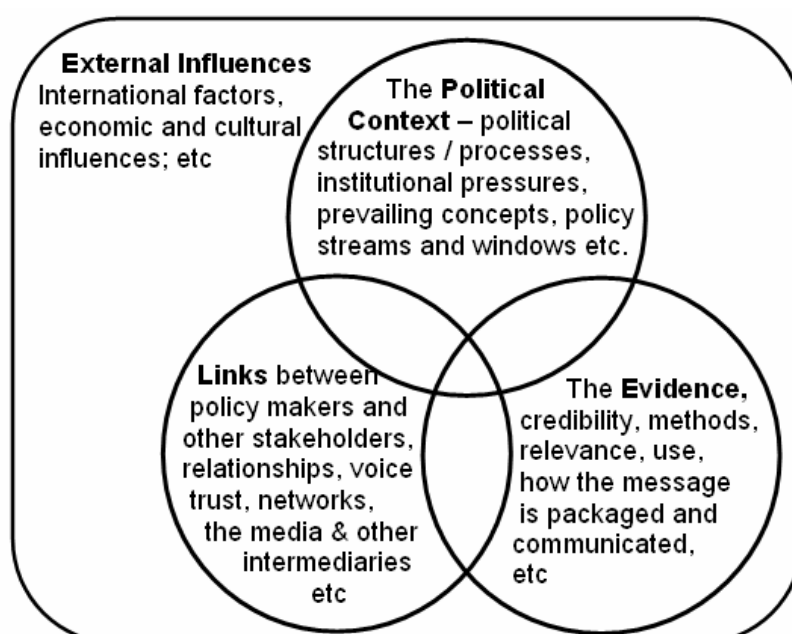 External Influences
International factors,
economic and cultural
influences; etc
The Political
Context – political
structures / processes,
institutional pressures,
prevailing concepts, policy
streams and windows etc.
Links between
policy makers and
other stakeholders,
relationships, voice
trust, networks,
the media & other
intermediaries
etc
The Evidence,
credibility, methods,
relevance, use,
how the message
is packaged and
communicated,
etc